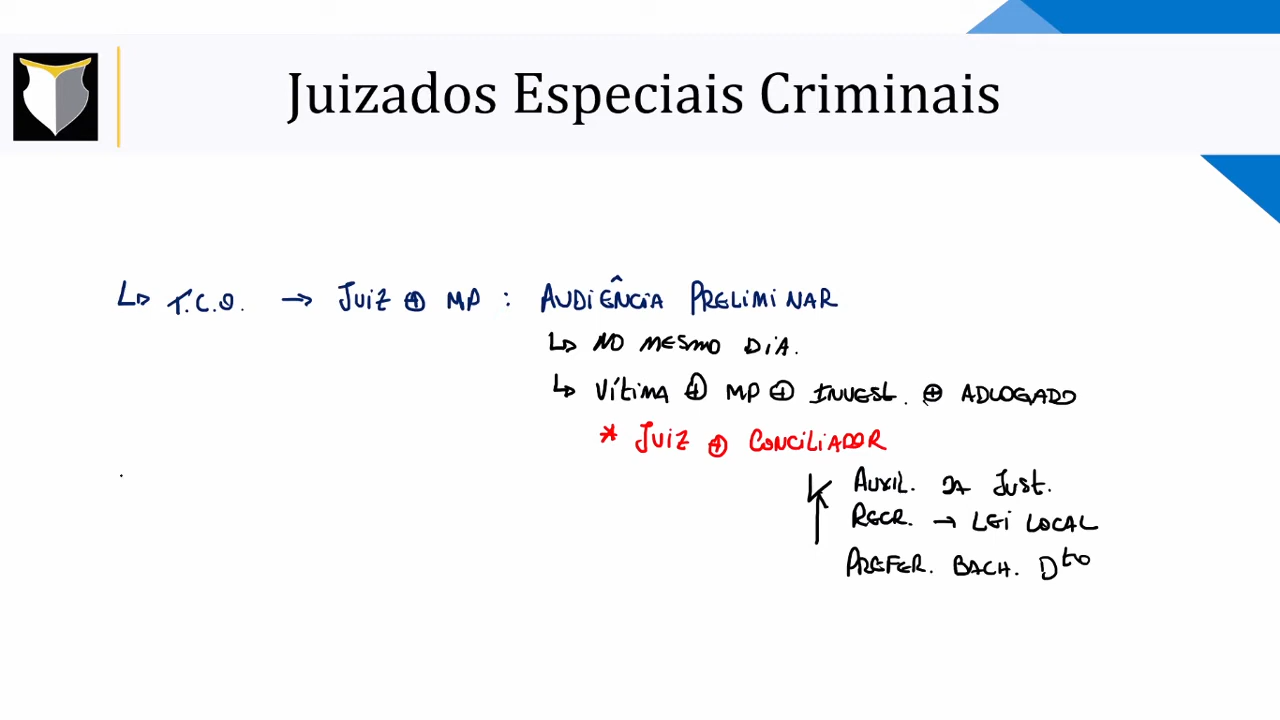 Juizados Especiais Criminais
↳ T.C.O. → JUIZ ⊕ MP : AUDIÊNCIA PRELIMINAR
↳ NO MESMO DIA.
↳ VÍTIMA ⊕ MP ⊕ INVEST. ⊕ ADVOGADO
* JUIZ ⊕ CONCILIADOR
AUXIL. DA JUST.
RECR. → LEI LOCAL
PREFER. BACH. Dto